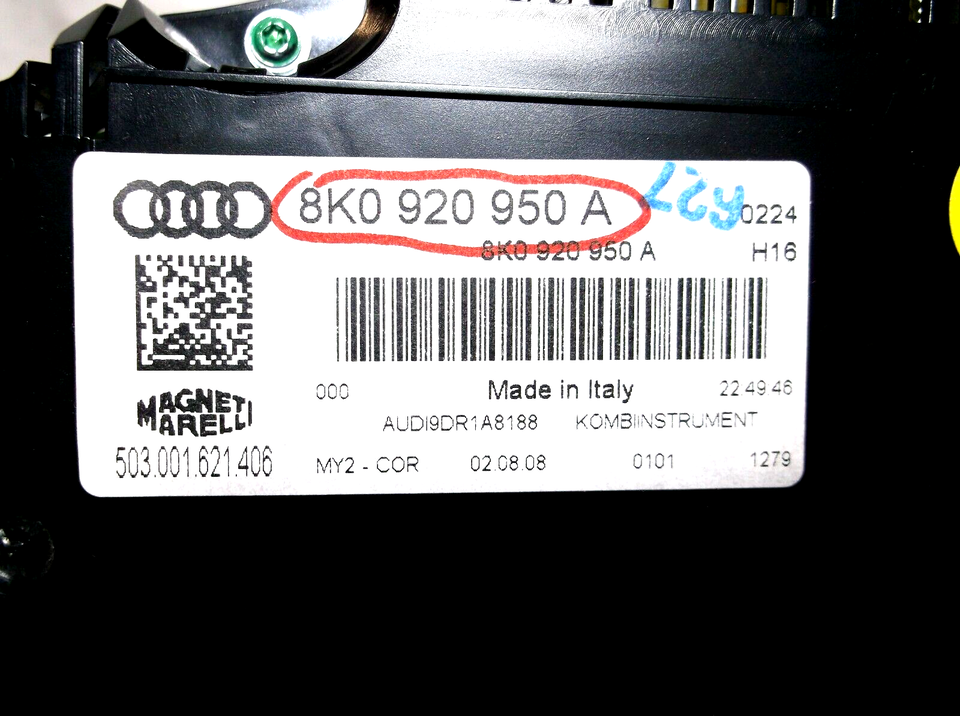 8K0 920 950 A
0224
8K0 920 950 A
H16
000
Made in Italy
22.49.46
MAGNETI
MARELLI
AUDI9DR1A8188
KOMBIINSTRUMENT
503.001.621.406
MY2 - COR
02.08.08
0101
1279